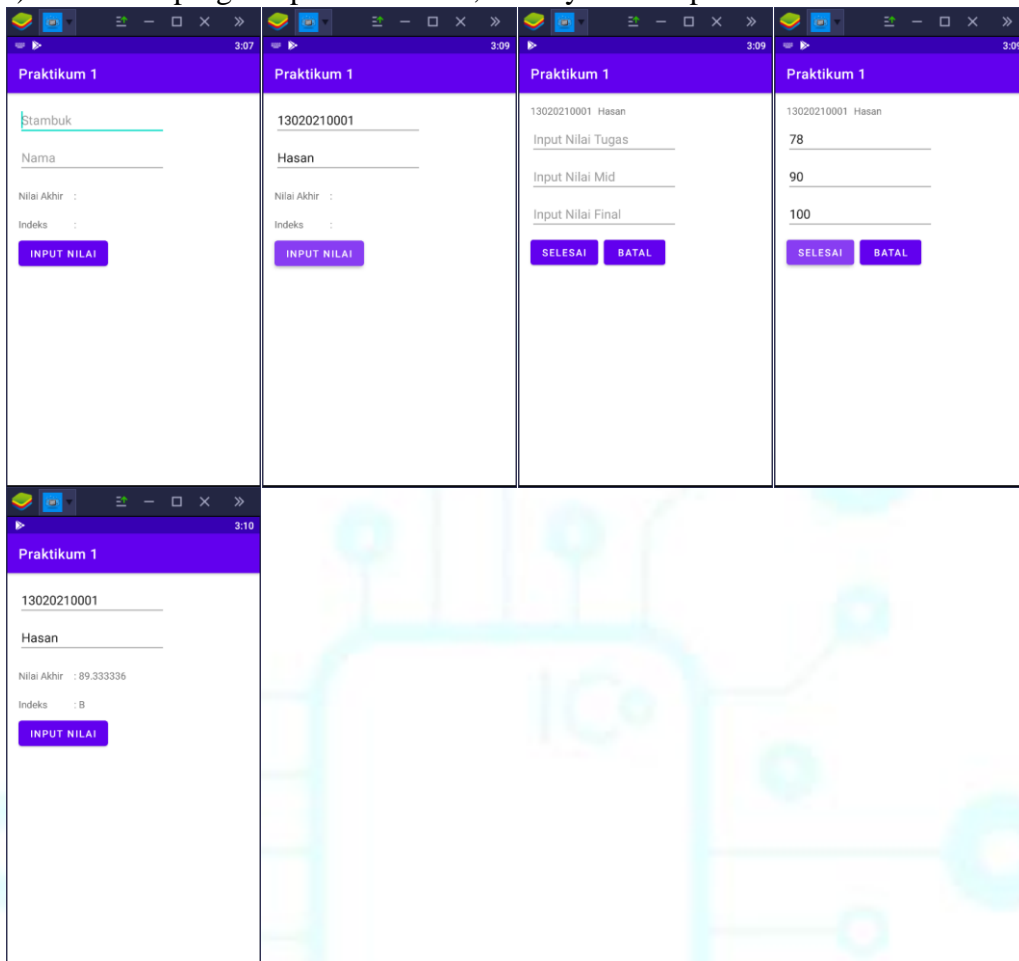 3:07
Praktikum 1
Stambuk
Nama
Nilai Akhir :
Indeks :
INPUT NILAI
3:09
Praktikum 1
13020210001
Hasan
Nilai Akhir :
Indeks :
INPUT NILAI
3:09
Praktikum 1
13020210001 Hasan
Input Nilai Tugas
Input Nilai Mid
Input Nilai Final
SELESAI BATAL
3:09
Praktikum 1
13020210001 Hasan
78
90
100
SELESAI BATAL
3:10
Praktikum 1
13020210001
Hasan
Nilai Akhir : 89.333336
Indeks : B
INPUT NILAI